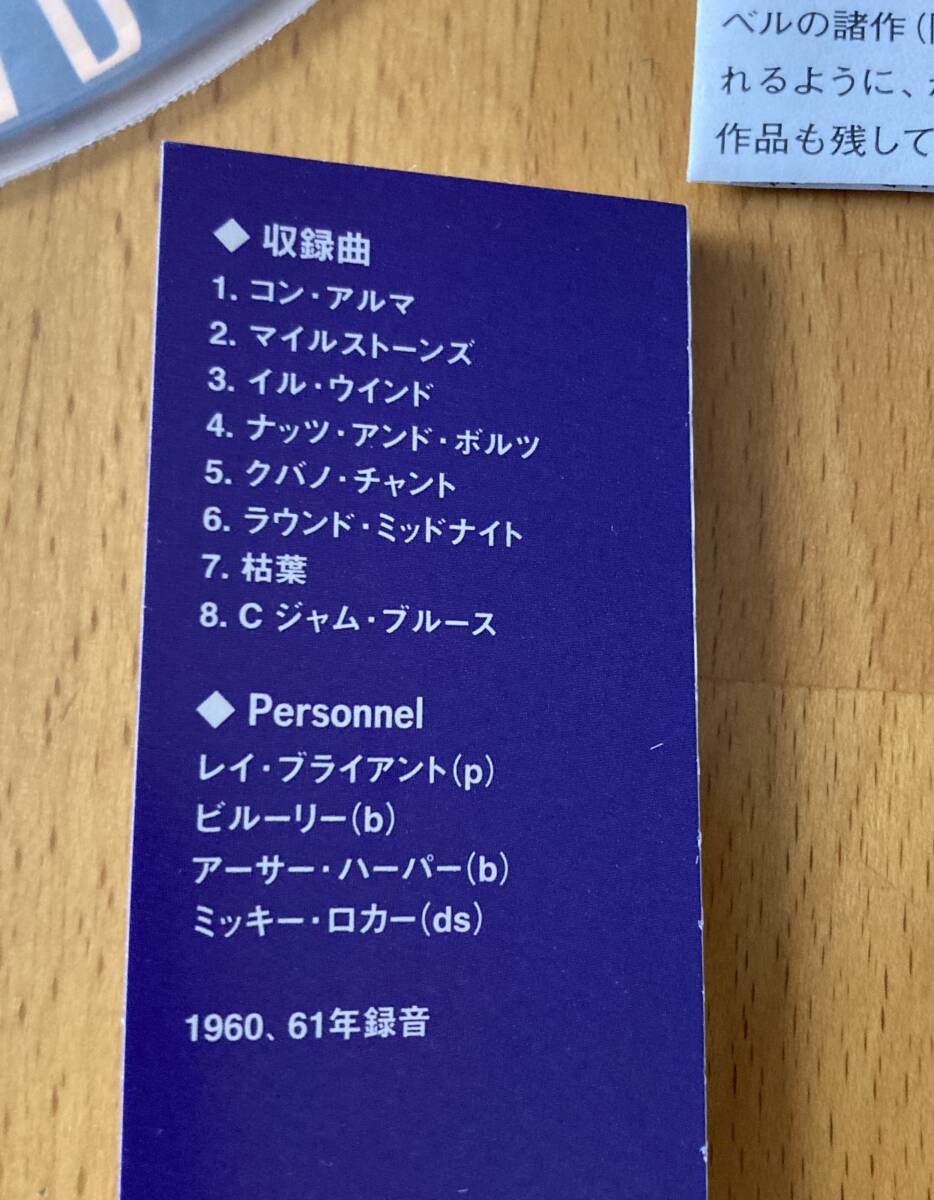 ベルの諸作(
れるように、
作品も残して
◆ 収録曲
1. コン・アルマ
2. マイルストーンズ
3. イル・ウインド
4. ナッツ・アンド・ボルツ
5. クバノ・チャント
6. ラウンド・ミッドナイト
7. 枯葉
8. C ジャム・ブルース
◆ Personnel
レイ・ブライアント(p)
ビルーリー(b)
アーサー・ハーパー(b)
ミッキー・ロカー(ds)
1960、61年録音